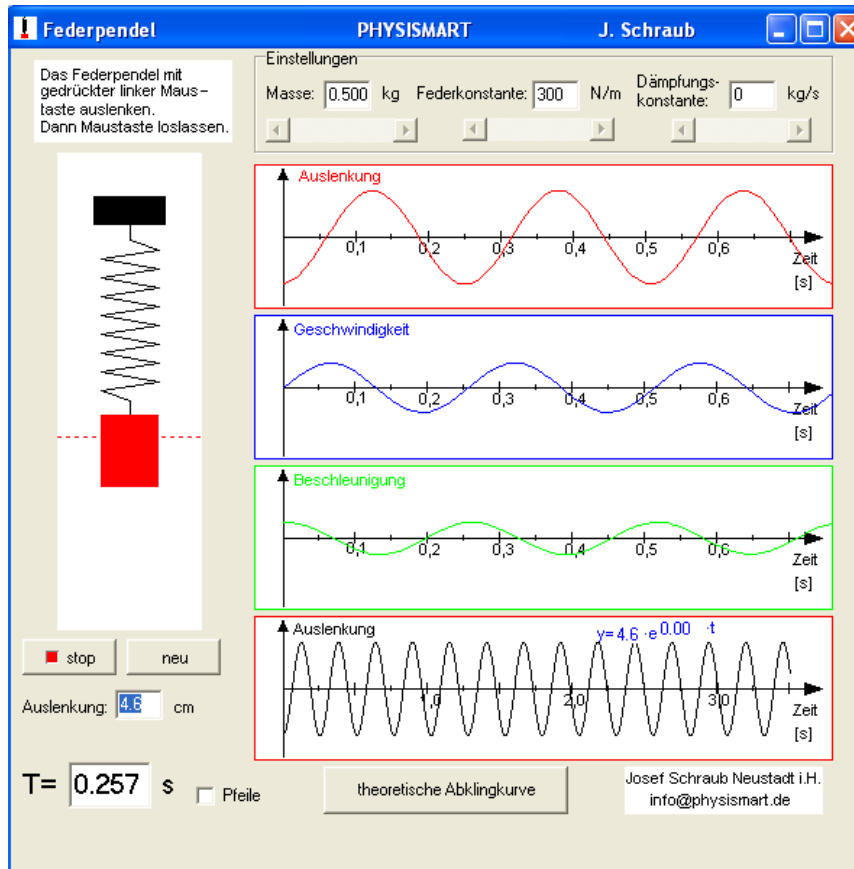 Federpendel PHYSISMART J. Schraub
Das Federpendel mit
gedrückter linker Maus-
taste auslenken.
Dann Maustaste loslassen.
Einstellungen
Masse: 0.500 kg Federkonstante: 300 N/m Dämpfungs-
konstante: 0 kg/s
Auslenkung
0,1 0,2 0,3 0,4 0,5 0,6
Zeit
[s]
Geschwindigkeit
0,1 0,2 0,3 0,4 0,5 0,6
Zeit
[s]
Beschleunigung
0,1 0,2 0,3 0,4 0,5 0,6
Zeit
[s]
Auslenkung y=4.6 ·e 0.00 ·t
1,0 2,0 3,0
Zeit
[s]
stop neu
Auslenkung: 4.6 cm
T= 0.257 s
Pfeile
theoretische Abklingkurve
Josef Schraub Neustadt i.H.
info@physismart.de